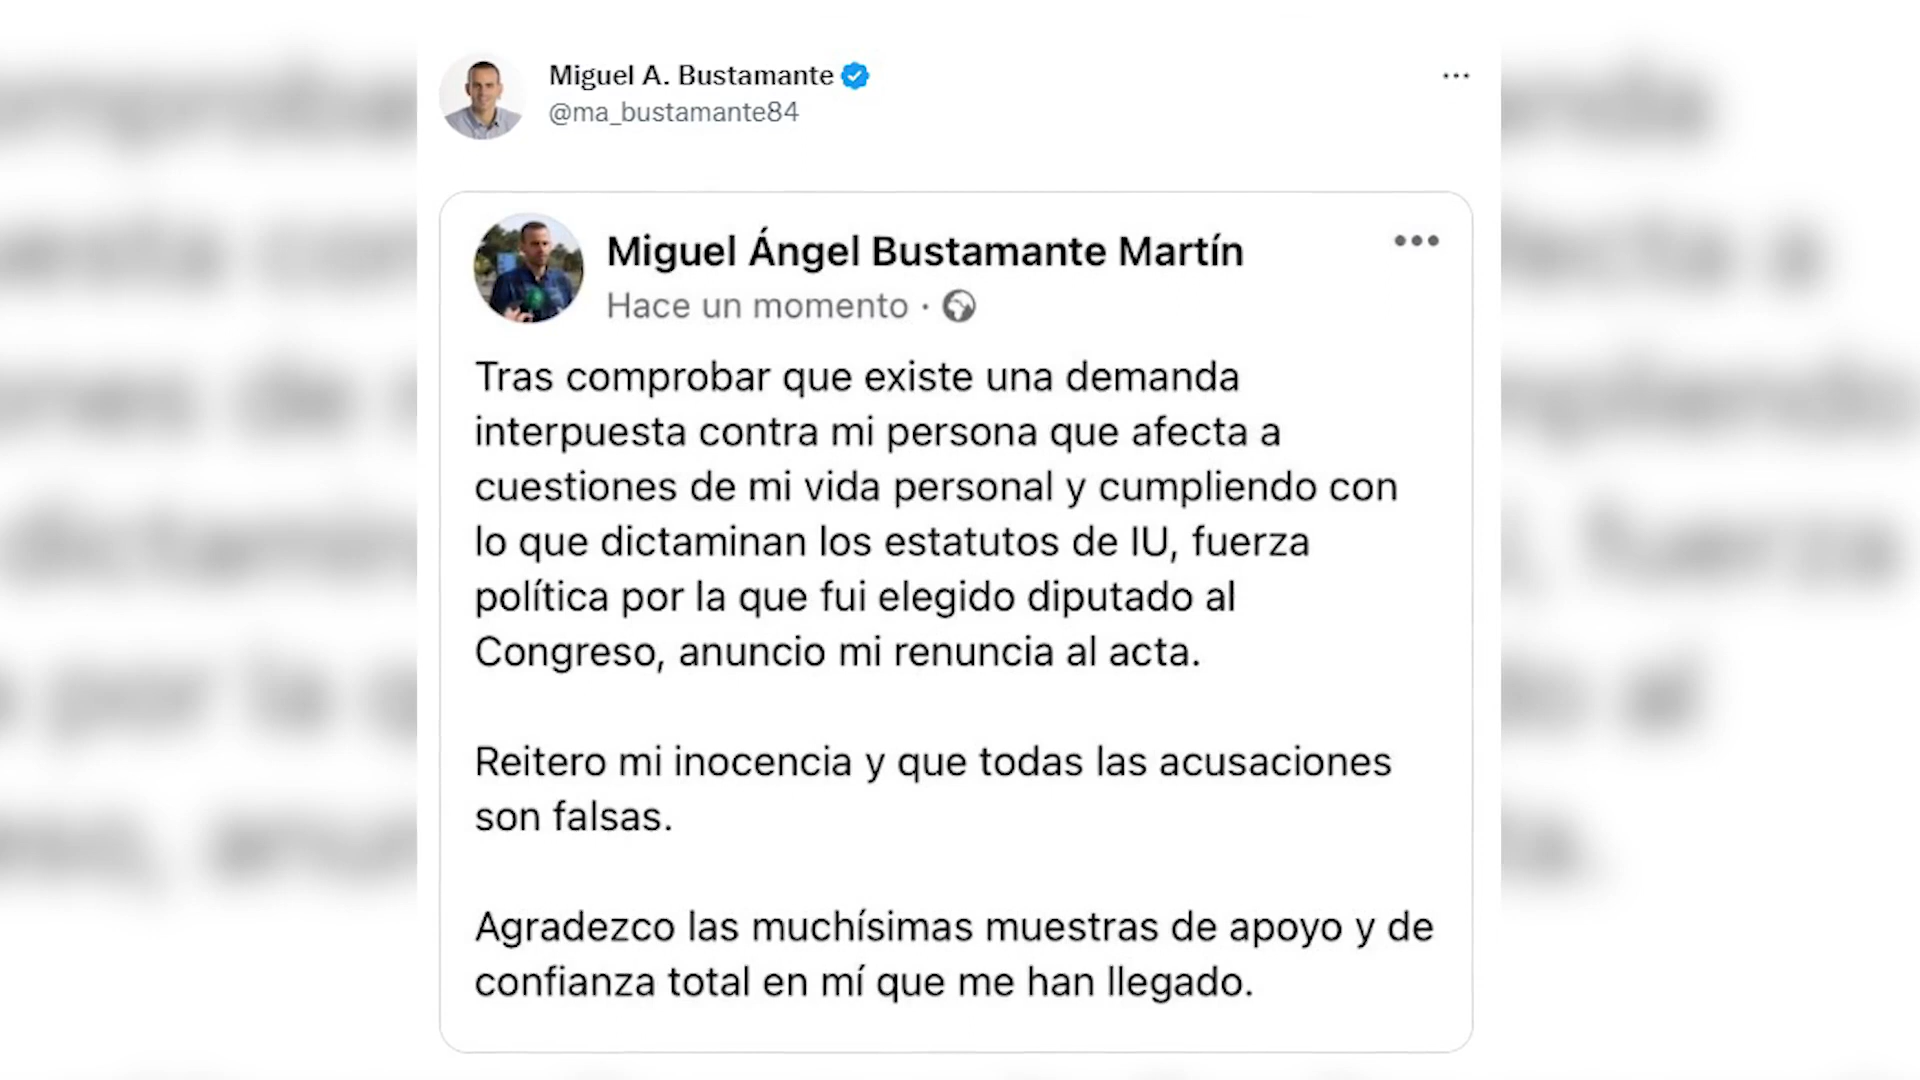 Miguel A. Bustamante
@ma_bustamante84
Miguel Ángel Bustamante Martín
Hace un momento ·
Tras comprobar que existe una demanda
interpuesta contra mi persona que afecta a
cuestiones de mi vida personal y cumpliendo con
lo que dictaminan los estatutos de IU, fuerza
política por la que fui elegido diputado al
Congreso, anuncio mi renuncia al acta.
Reitero mi inocencia y que todas las acusaciones
son falsas.
Agradezco las muchísimas muestras de apoyo y de
confianza total en mí que me han llegado.